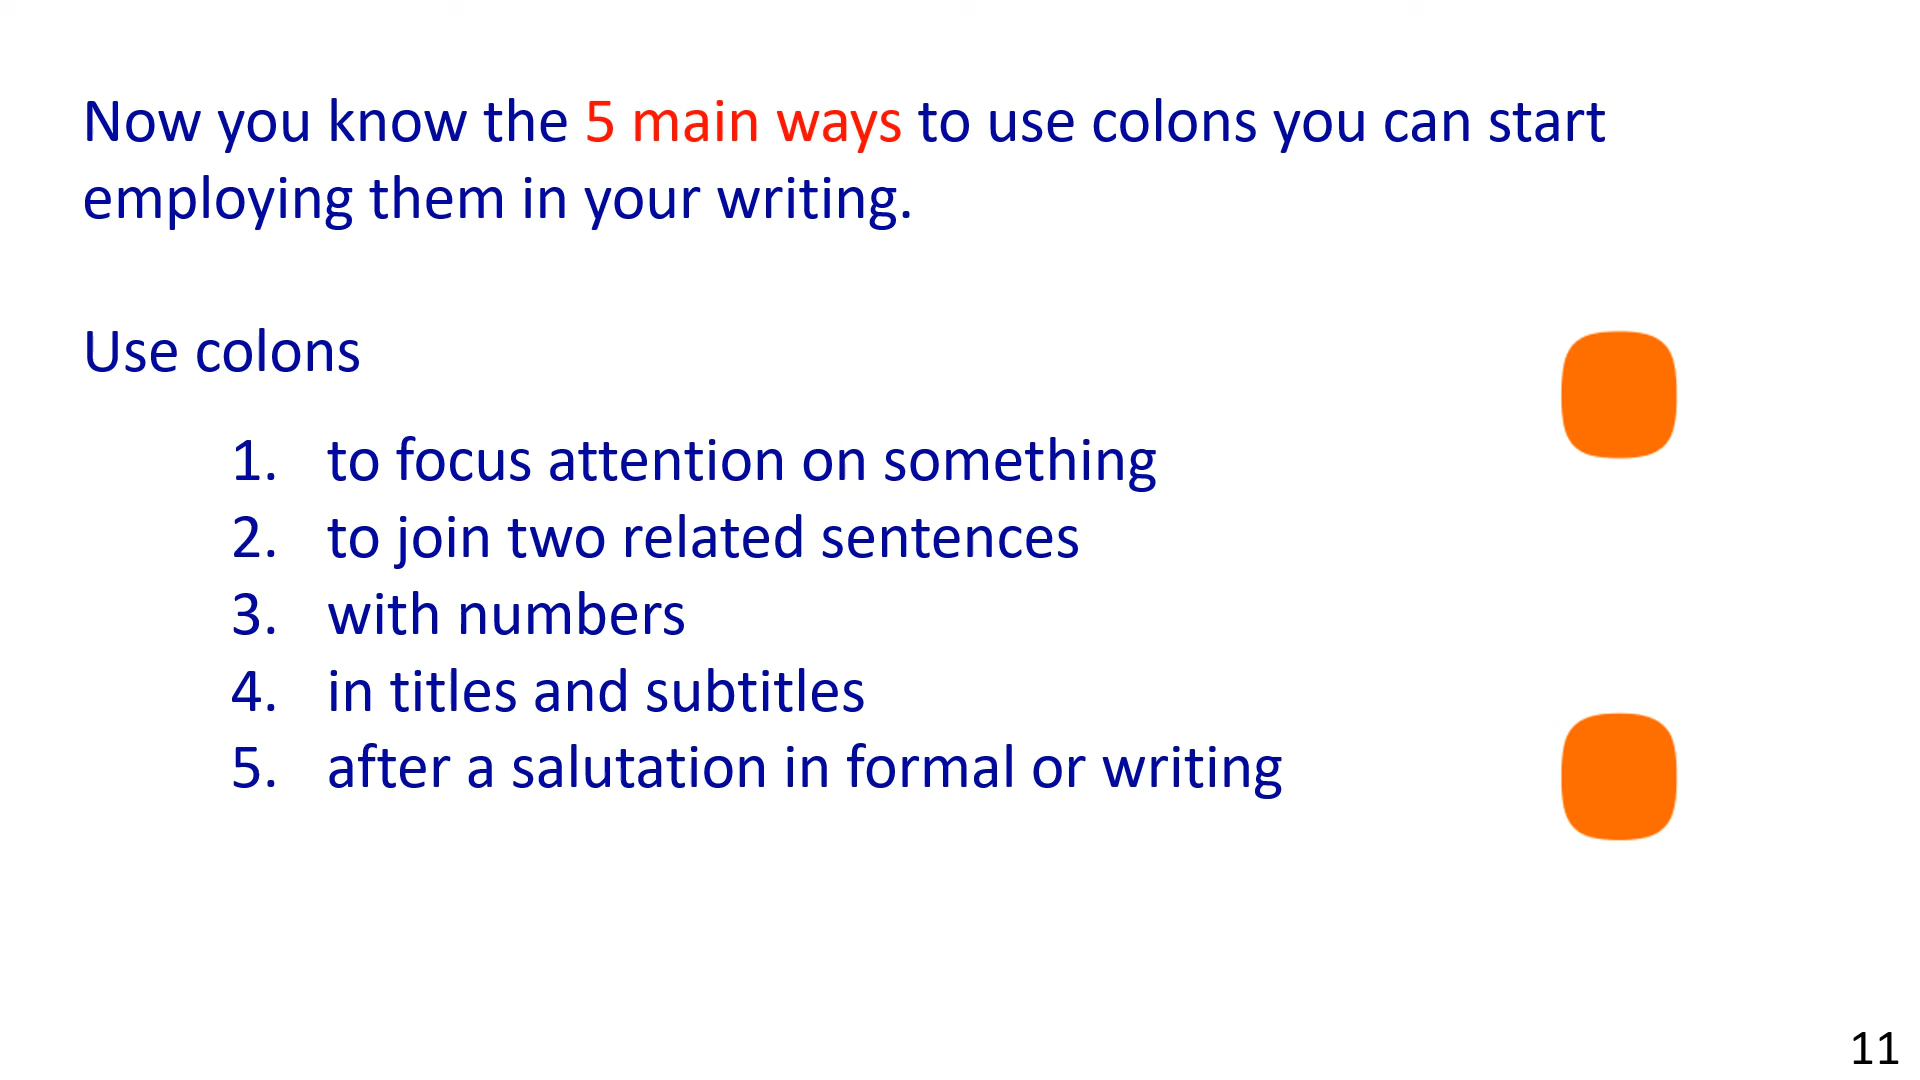 Now you know the 5 main ways to use colons you can start
employing them in your writing.
Use colons
1. to focus attention on something
2. to join two related sentences
3. with numbers
4. in titles and subtitles
5. after a salutation in formal or writing
11